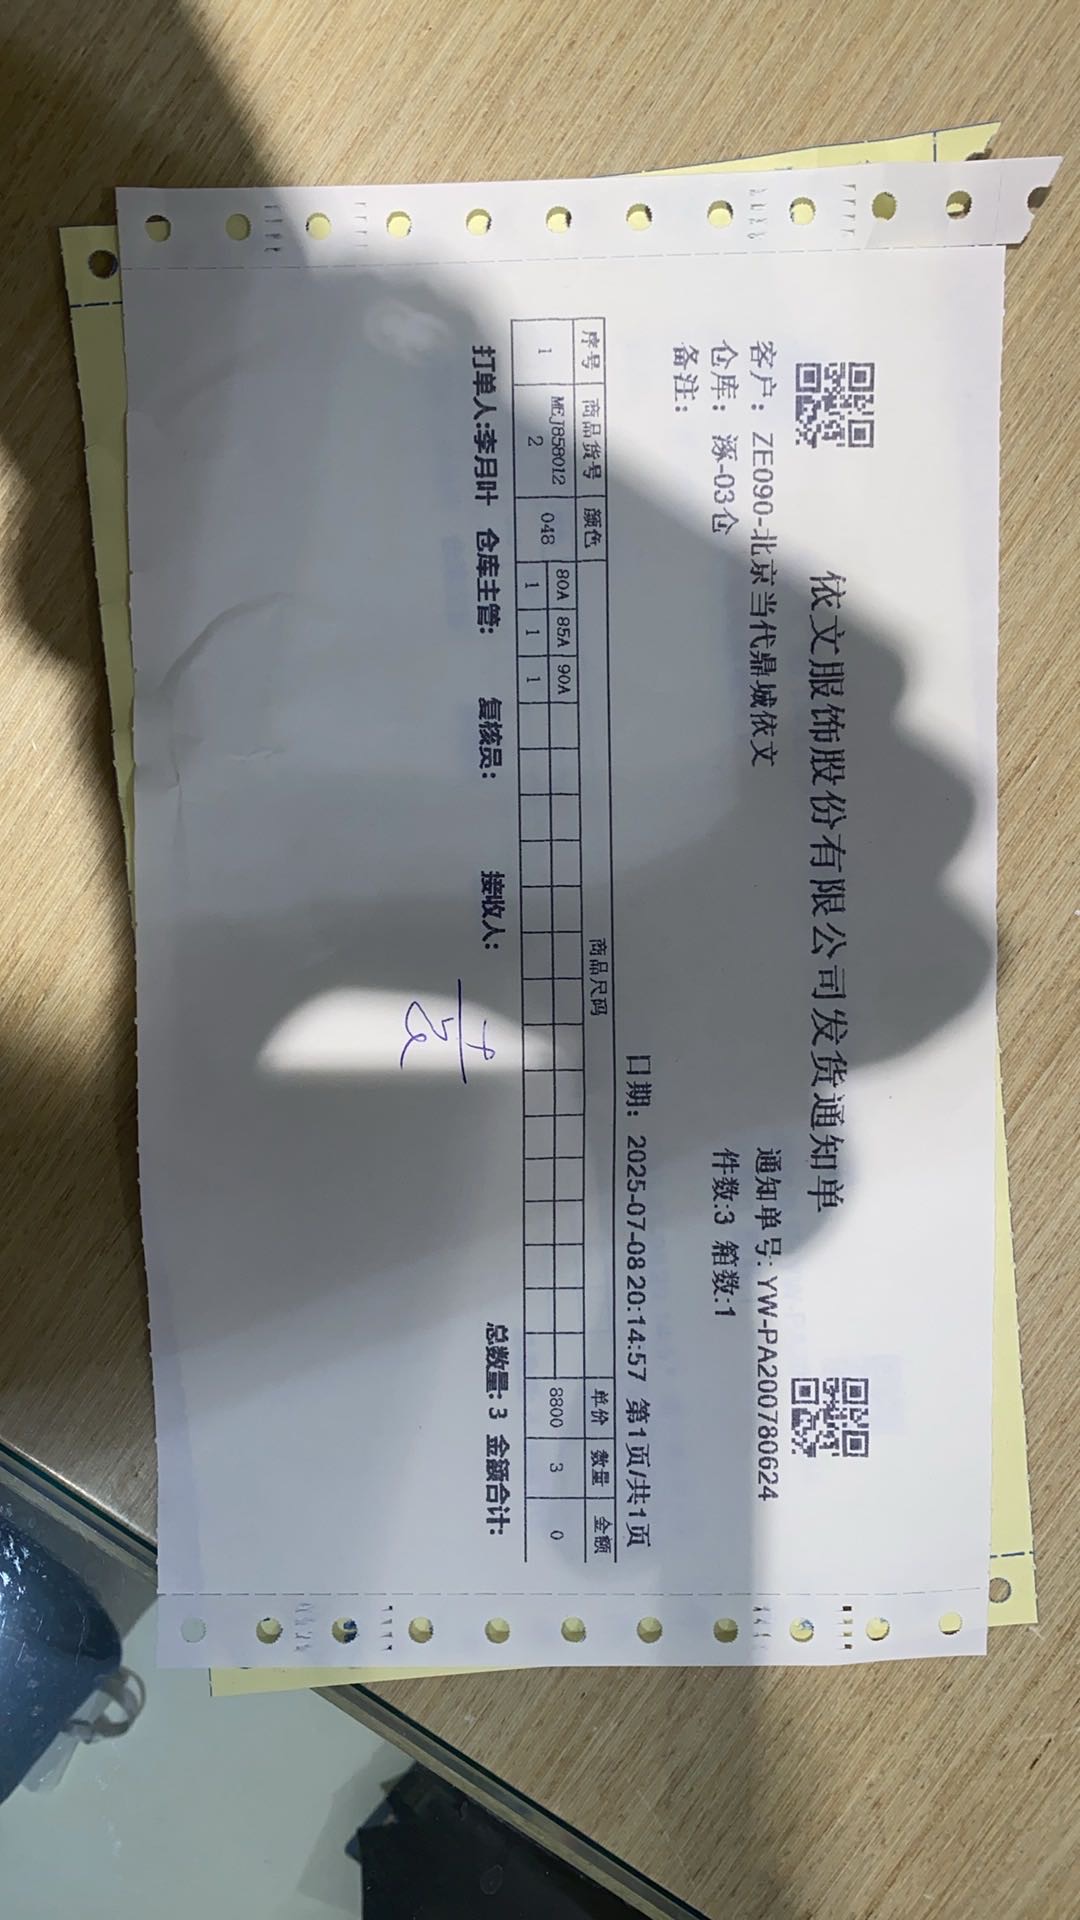 依文服饰股份有限公司发货通知单
客户：ZE090-北京当代鼎城依文 通知单号: YW-PA200780624
仓库：涿-03仓 件数:3 箱数:1
备注：
日期：2025-07-08 20:14:57 第1页/共1页
序号 商品货号 颜色 商品尺码 单价 数量 金额
80A 85A 90A
1 MEJ858012 048 8800 3 0
2 1 1 1
打单人:李月叶 仓库主管: 复核员: 接收人: 总数量: 3 金额合计: